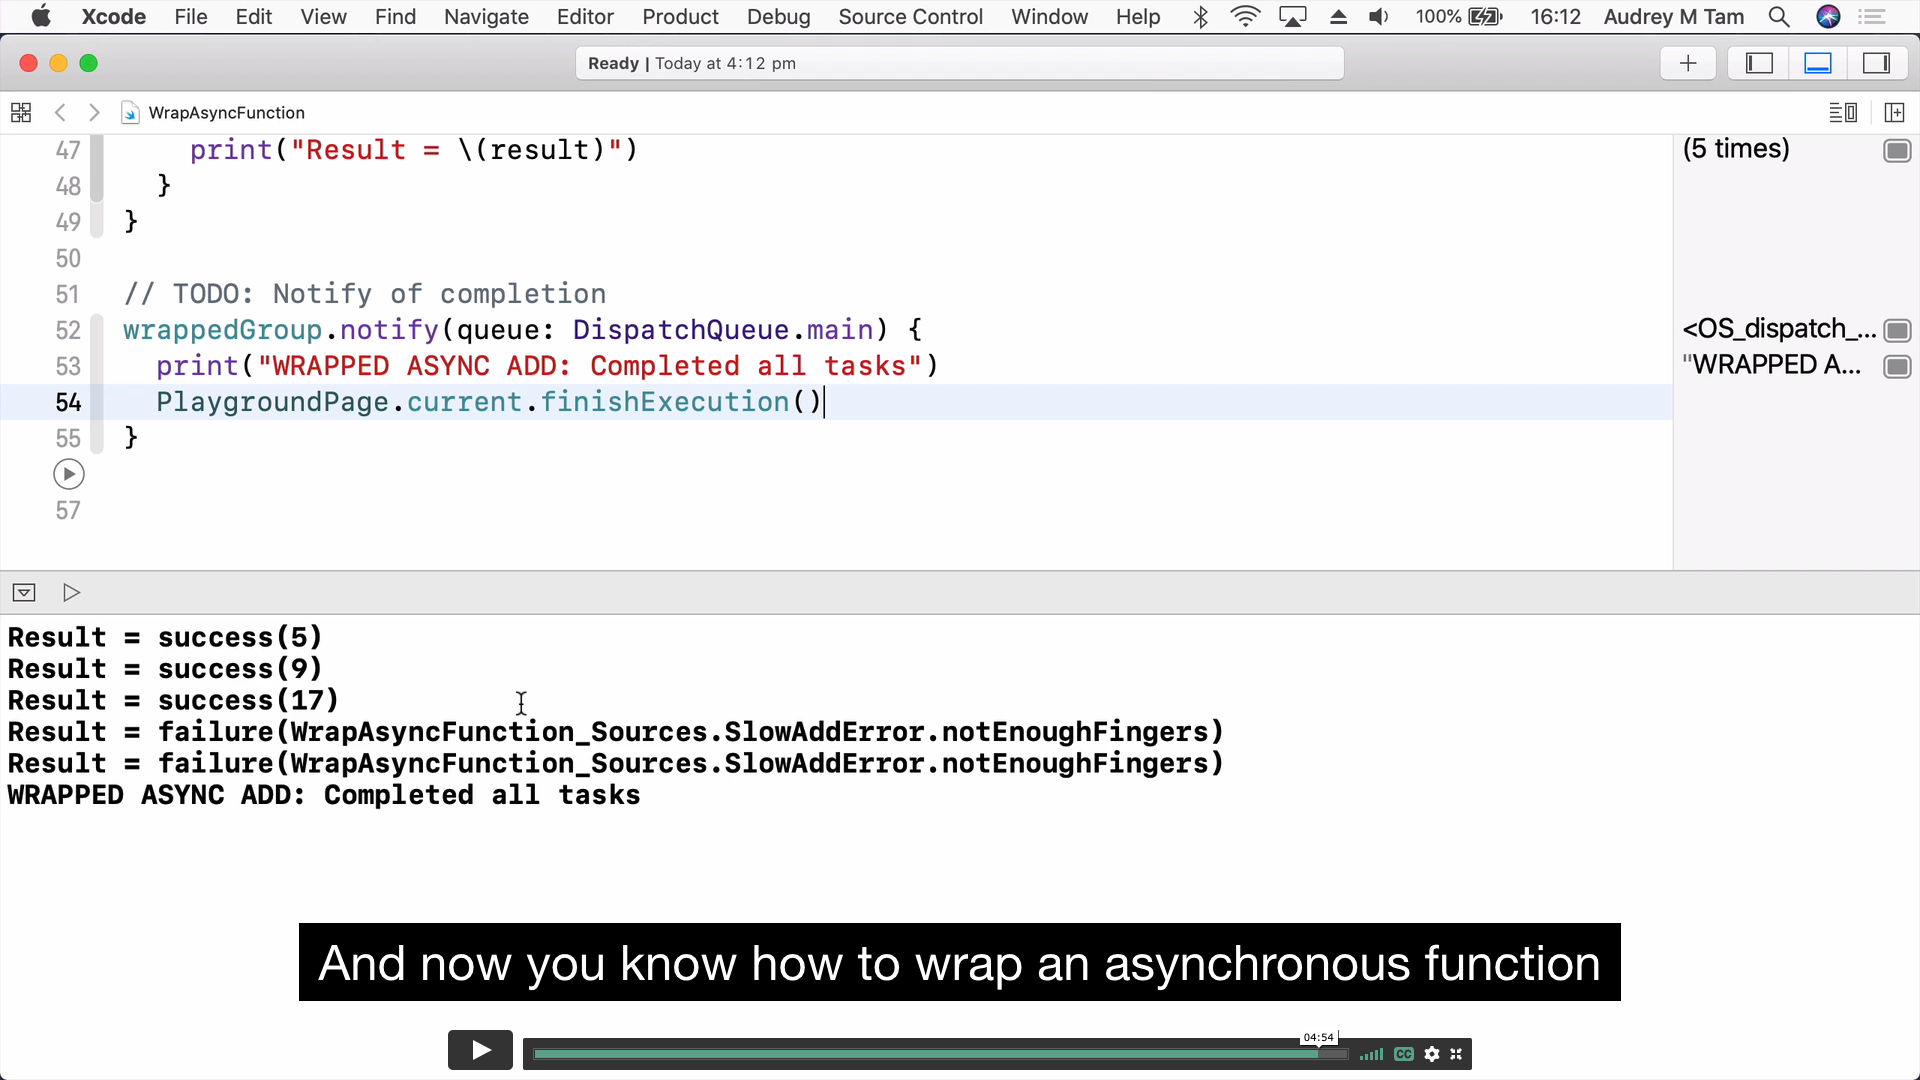 Xcode File Edit View Find Navigate Editor Product Debug Source Control Window Help 100% 16:12 Audrey M Tam
Ready | Today at 4:12 pm
WrapAsyncFunction
47 print("Result = \(result)") (5 times)
48 }
49 }
50
51 // TODO: Notify of completion
52 wrappedGroup.notify(queue: DispatchQueue.main) { <OS_dispatch_...
53 print("WRAPPED ASYNC ADD: Completed all tasks") "WRAPPED A...
54 PlaygroundPage.current.finishExecution()
55 }
57
Result = success(5)
Result = success(9)
Result = success(17)
Result = failure(WrapAsyncFunction_Sources.SlowAddError.notEnoughFingers)
Result = failure(WrapAsyncFunction_Sources.SlowAddError.notEnoughFingers)
WRAPPED ASYNC ADD: Completed all tasks
And now you know how to wrap an asynchronous function
04:54
CC